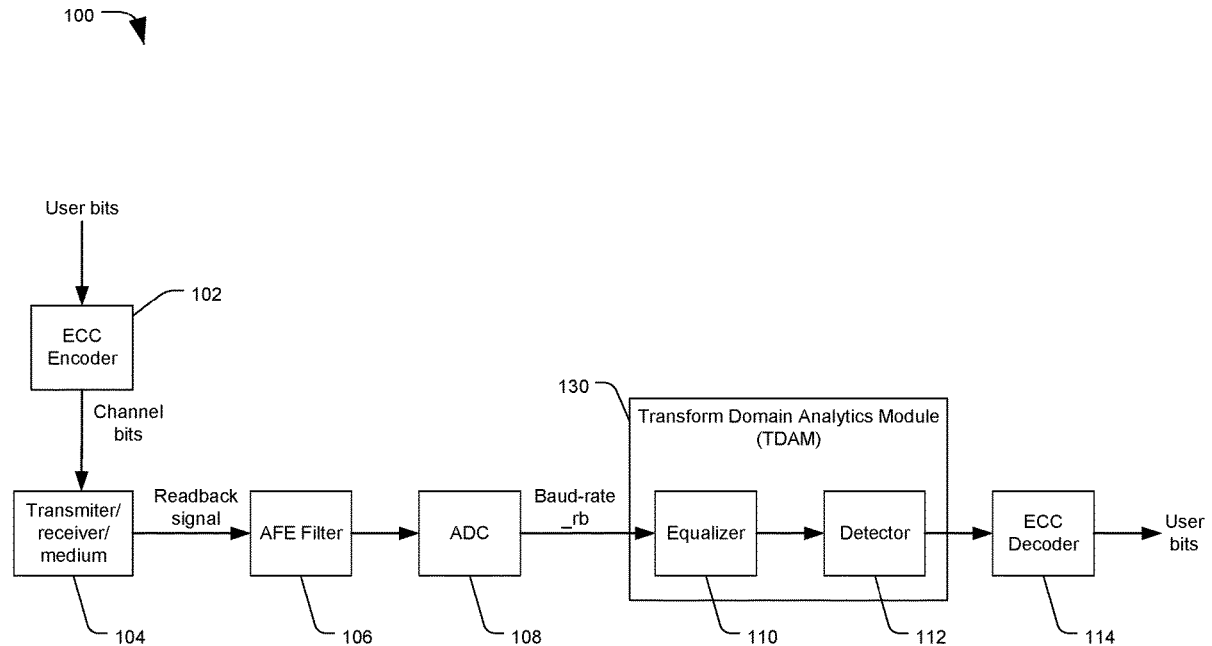 100
User bits
102
ECC
Encoder
Channel
bits
130
Transform Domain Analytics Module
(TDAM)
Transmiter/
receiver/
medium
Readback
signal
AFE Filter
ADC
Baud-rate
_rb
Equalizer
Detector
ECC
Decoder
User
bits
104
106
108
110
112
114